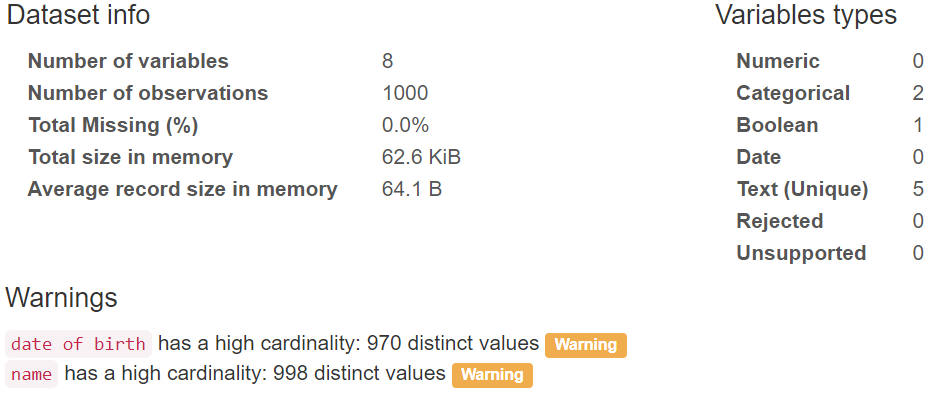 Dataset info
Number of variables 8
Number of observations 1000
Total Missing (%) 0.0%
Total size in memory 62.6 KiB
Average record size in memory 64.1 B
Variables types
Numeric 0
Categorical 2
Boolean 1
Date 0
Text (Unique) 5
Rejected 0
Unsupported 0
Warnings
date of birth has a high cardinality: 970 distinct values Warning
name has a high cardinality: 998 distinct values Warning